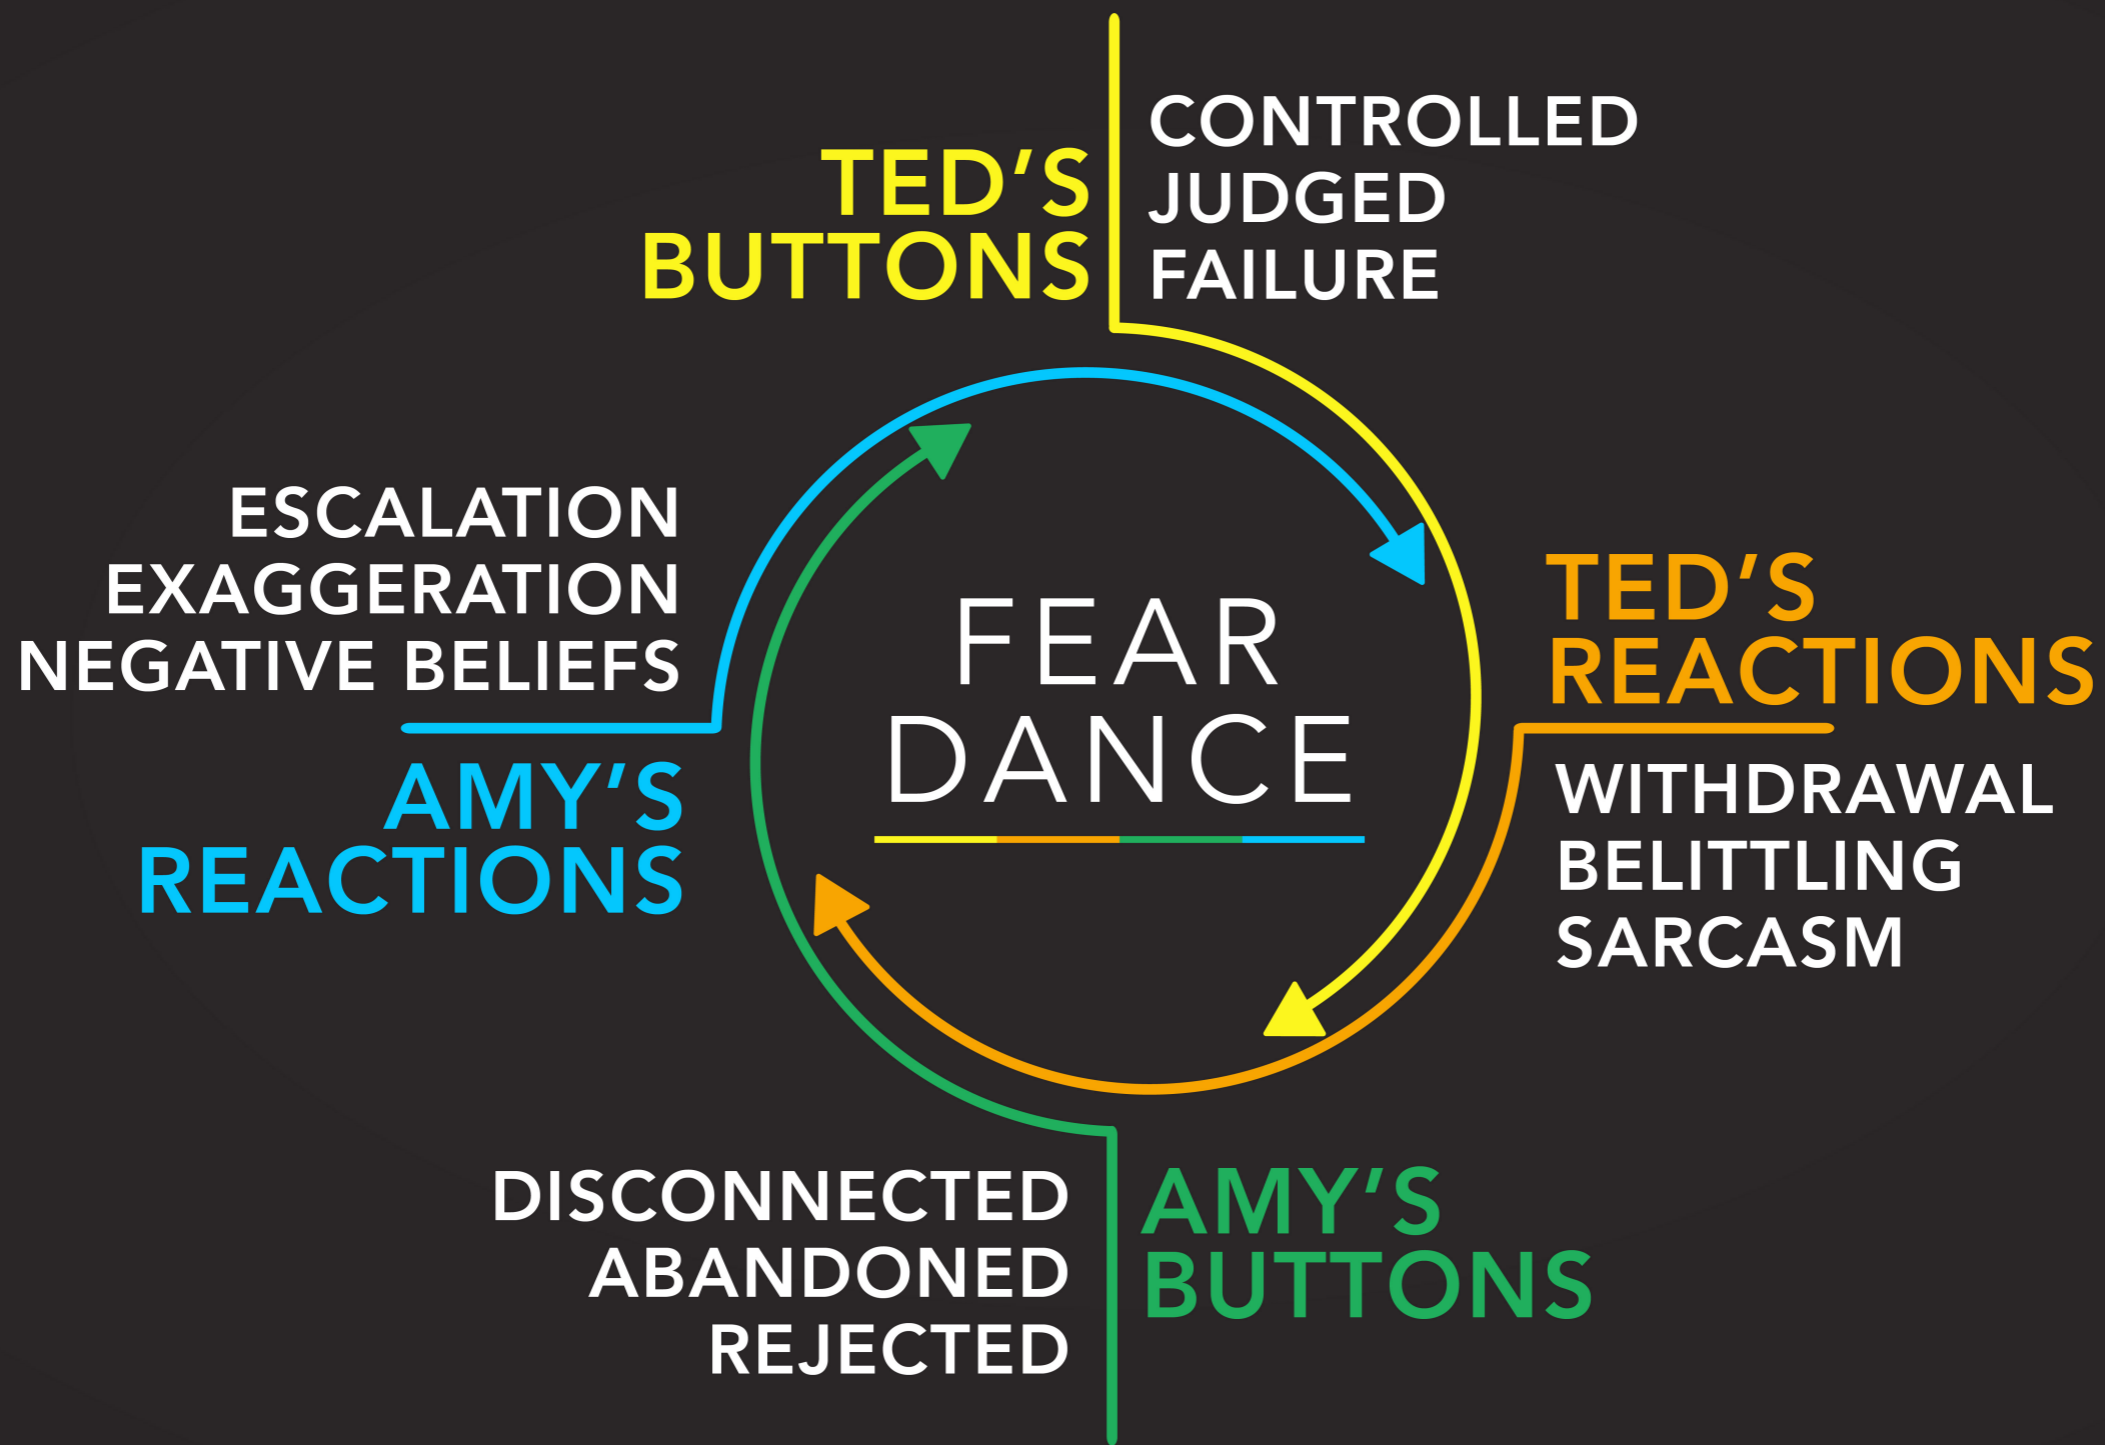 TED'S
BUTTONS
CONTROLLED
JUDGED
FAILURE
ESCALATION
EXAGGERATION
NEGATIVE BELIEFS
AMY'S
REACTIONS
FEAR
DANCE
TED'S
REACTIONS
WITHDRAWAL
BELITTLING
SARCASM
DISCONNECTED
ABANDONED
REJECTED
AMY'S
BUTTONS